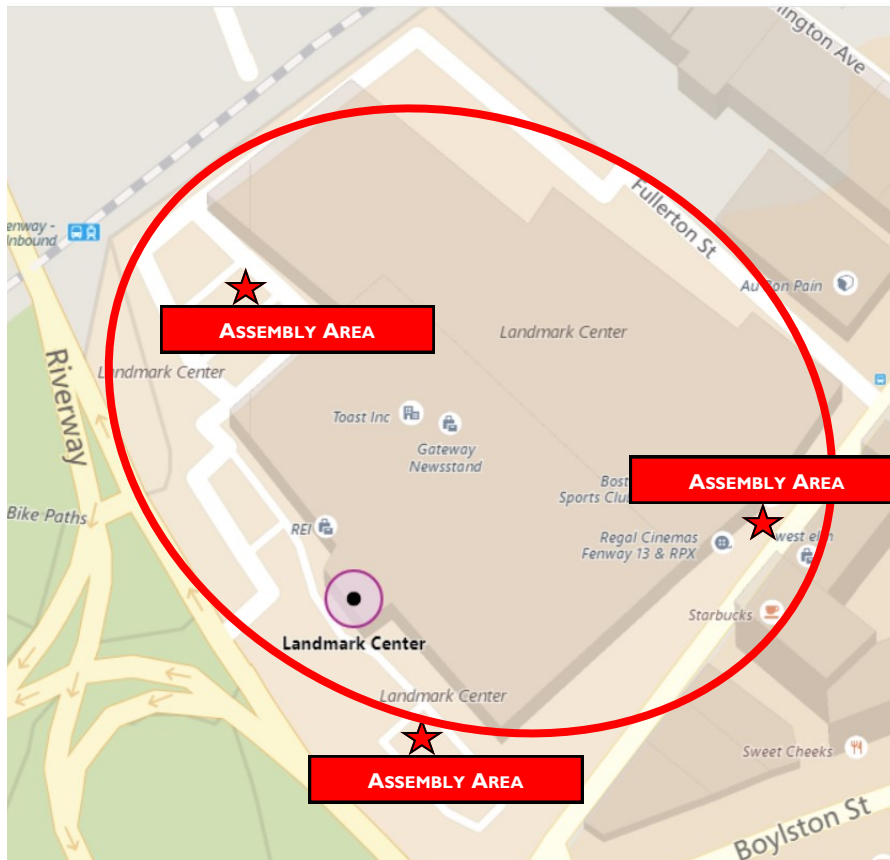 ington Ave
Fullerton St
enway -
Inbound
Au Bon Pain
ASSEMBLY AREA
Landmark Center
Landmark Center
Riverway
Toast Inc
Gateway
Newsstand
ASSEMBLY AREA
Bost
Sports Clu
Bike Paths
REI
Regal Cinemas
Fenway 13 & RPX
west elm
Starbucks
Landmark Center
Landmark Center
ASSEMBLY AREA
Sweet Cheeks
Boylston St